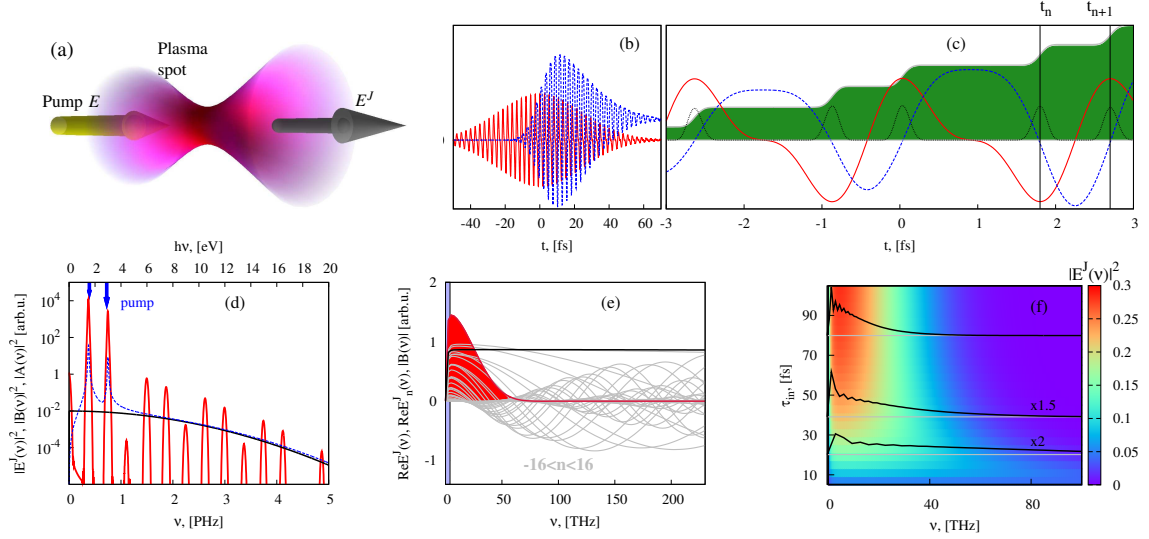 (a)
Plasma
spot
Pump E
E^J
(b)
-40 -20 0 20 40 60
t, [fs]
t_n
t_{n+1}
(c)
-3 -2 -1 0 1 2 3
t, [fs]
hν, [eV]
0 2 4 6 8 10 12 14 16 18 20
(d)
pump
10^4
10^2
1
10^{-2}
10^{-4}
|E^J(ν)|^2, |B(ν)|^2, |A(ν)|^2 [arb.u.]
0 1 2 3 4 5
ν, [PHz]
2
1
0
-1
(e)
ReE^J(ν), ReE^J_n(ν), |B(ν)| [arb.u.]
-16<n<16
0 50 100 150 200
ν, [THz]
|E^J(ν)|^2
(f)
90
70
50
30
10
τ_in, [fs]
x1.5
x2
0 40 80
ν, [THz]
0.3
0.25
0.2
0.15
0.1
0.05
0